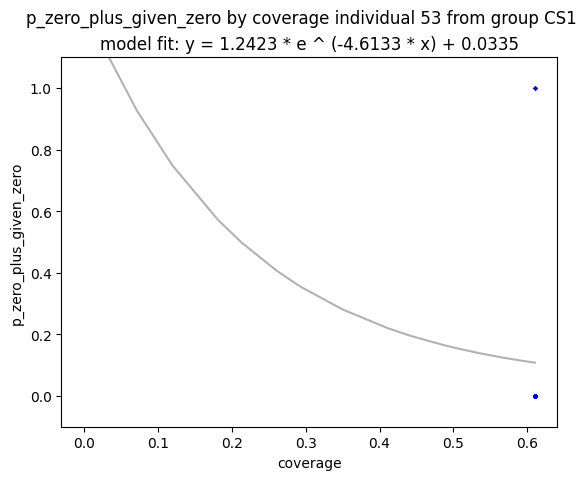 p_zero_plus_given_zero by coverage individual 53 from group CS1
model fit: y = 1.2423 * e ^ (-4.6133 * x) + 0.0335
1.0
0.8
0.6
0.4
0.2
0.0
p_zero_plus_given_zero
0.0 0.1 0.2 0.3 0.4 0.5 0.6
coverage